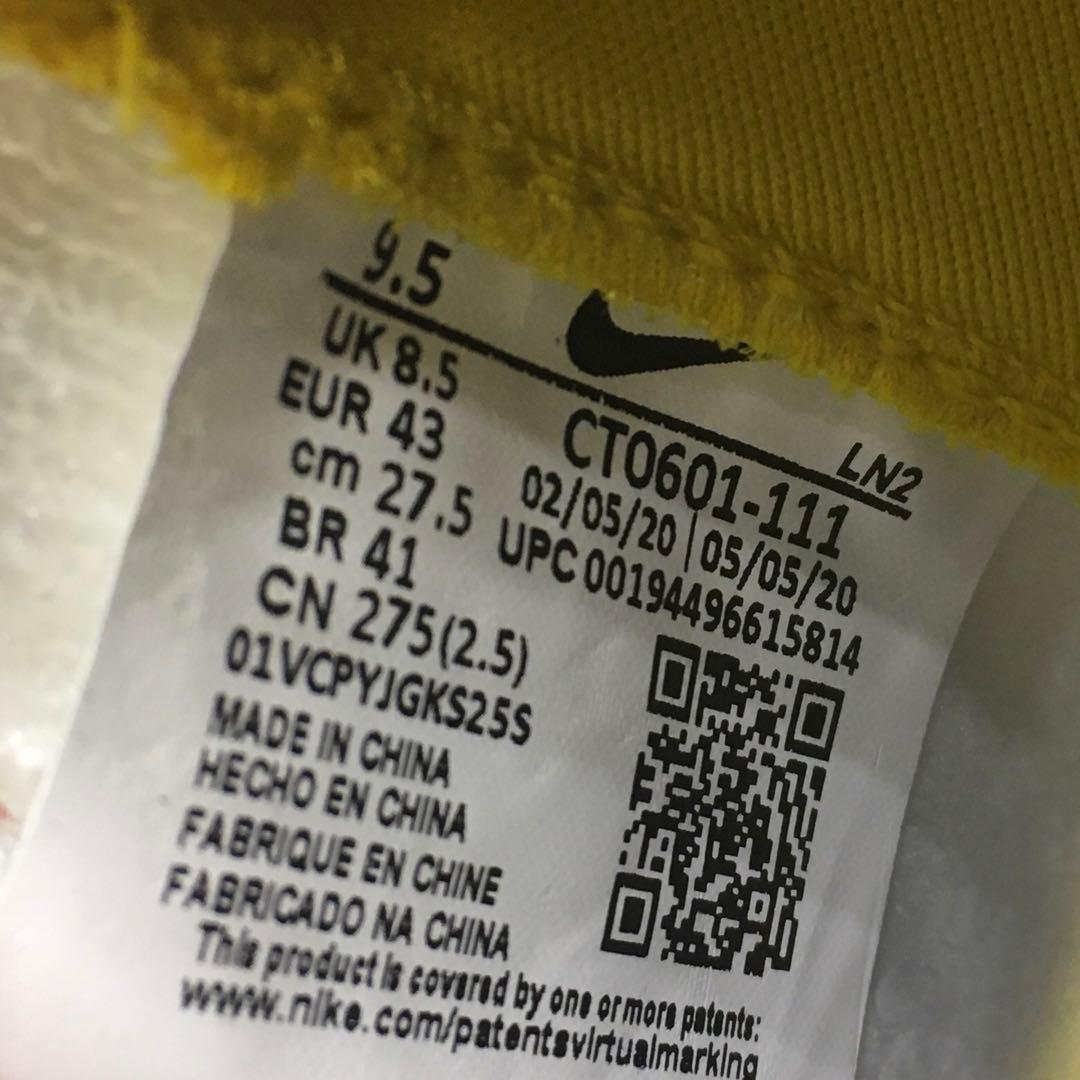 9.5
LN2
UK 8.5
EUR 43
cm 27.5
BR 41
CN 275(2.5)
01VCPYJGKS25S
CT0601-111
02/05/20 | 05/05/20
UPC 00194496615814
MADE IN CHINA
HECHO EN CHINA
FABRIQUE EN CHINE
FABRICADO NA CHINA
This product is covered by one or more patents:
www.nike.com/patentsvirtualmarking